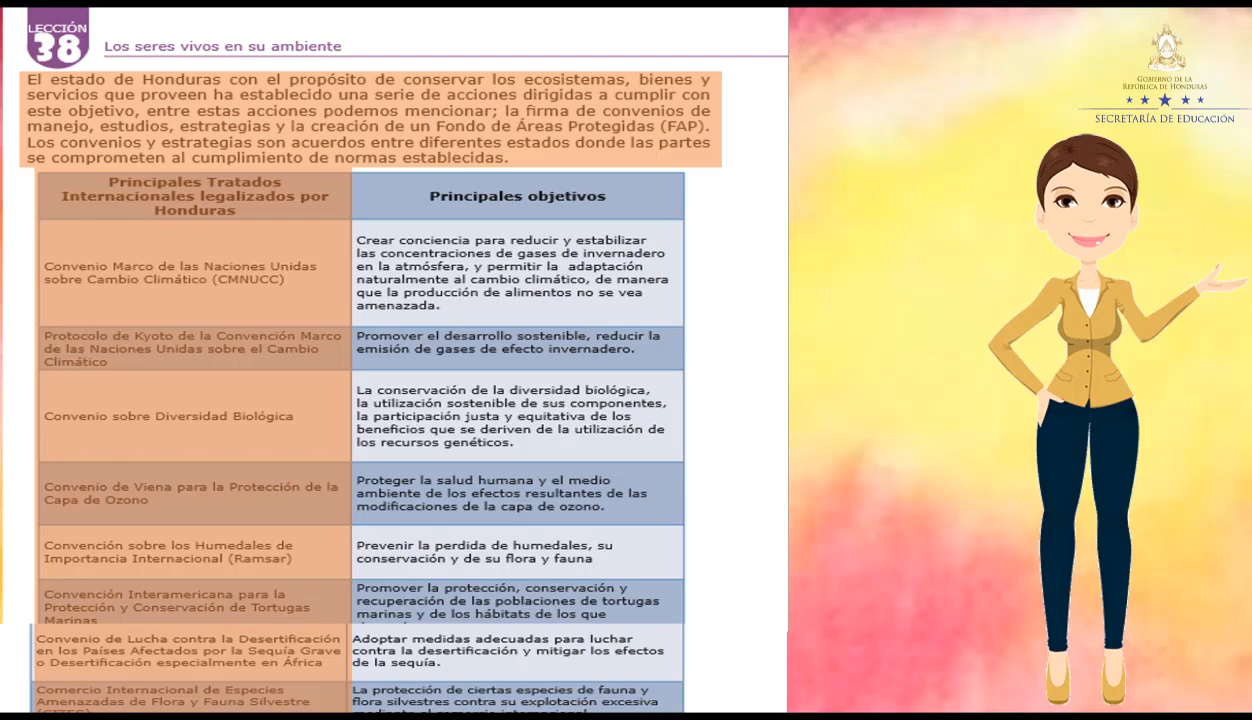 LECCIÓN
38
Los seres vivos en su ambiente
El estado de Honduras con el propósito de conservar los ecosistemas, bienes y
servicios que proveen ha establecido una serie de acciones dirigidas a cumplir con
este objetivo, entre estas acciones podemos mencionar; la firma de convenios de
manejo, estudios, estrategias y la creación de un Fondo de Áreas Protegidas (FAP).
Los convenios y estrategias son acuerdos entre diferentes estados donde las partes
se comprometen al cumplimiento de normas establecidas.
Principales Tratados
Internacionales legalizados por
Honduras
Principales objetivos
Convenio Marco de las Naciones Unidas
sobre Cambio Climático (CMNUCC)
Crear conciencia para reducir y estabilizar
las concentraciones de gases de invernadero
en la atmósfera, y permitir la adaptación
naturalmente al cambio climático, de manera
que la producción de alimentos no se vea
amenazada.
Protocolo de Kyoto de la Convención Marco
de las Naciones Unidas sobre el Cambio
Climático
Promover el desarrollo sostenible, reducir la
emisión de gases de efecto invernadero.
Convenio sobre Diversidad Biológica
La conservación de la diversidad biológica,
la utilización sostenible de sus componentes,
la participación justa y equitativa de los
beneficios que se deriven de la utilización de
los recursos genéticos.
Convenio de Viena para la Protección de la
Capa de Ozono
Proteger la salud humana y el medio
ambiente de los efectos resultantes de las
modificaciones de la capa de ozono.
Convención sobre los Humedales de
Importancia Internacional (Ramsar)
Prevenir la perdida de humedales, su
conservación y de su flora y fauna
Convención Interamericana para la
Protección y Conservación de Tortugas
Marinas
Promover la protección, conservación y
recuperación de las poblaciones de tortugas
marinas y de los hábitats de los que
Convenio de Lucha contra la Desertificación
en los Países Afectados por la Sequía Grave
o Desertificación especialmente en África
Adoptar medidas adecuadas para luchar
contra la desertificación y mitigar los efectos
de la sequía.
Comercio Internacional de Especies
Amenazadas de Flora y Fauna Silvestre
La protección de ciertas especies de fauna y
flora silvestres contra su explotación excesiva
GOBIERNO DE LA
REPÚBLICA DE HONDURAS
SECRETARÍA DE EDUCACIÓN